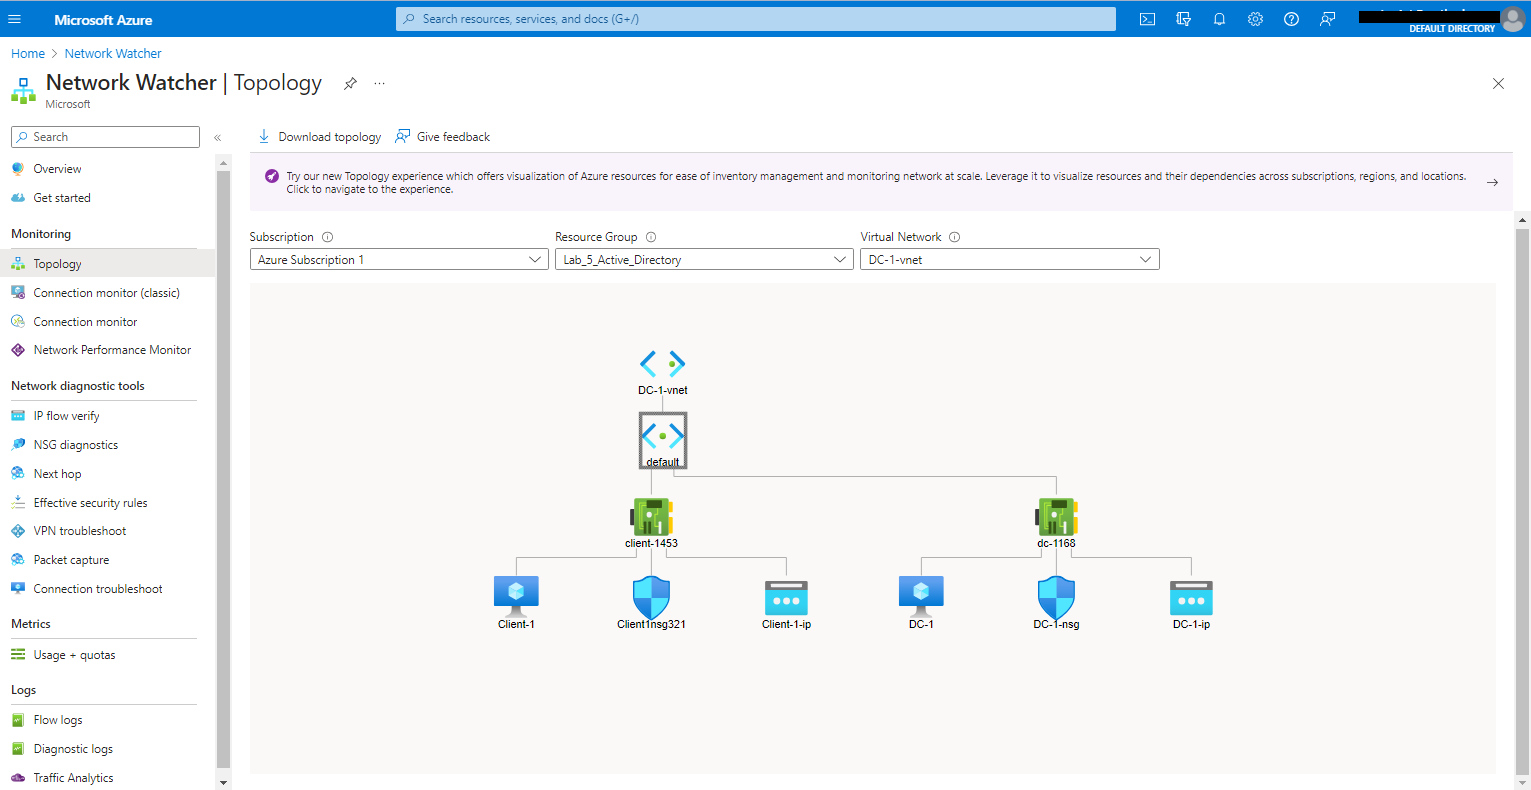 Microsoft Azure
Search resources, services, and docs (G+/)
DEFAULT DIRECTORY
Home > Network Watcher
Network Watcher | Topology
...
Microsoft
Search
«
Overview
Get started
Monitoring
Topology
Connection monitor (classic)
Connection monitor
Network Performance Monitor
Network diagnostic tools
IP flow verify
NSG diagnostics
Next hop
Effective security rules
VPN troubleshoot
Packet capture
Connection troubleshoot
Metrics
Usage + quotas
Logs
Flow logs
Diagnostic logs
Traffic Analytics
Download topology
Give feedback
Try our new Topology experience which offers visualization of Azure resources for ease of inventory management and monitoring network at scale. Leverage it to visualize resources and their dependencies across subscriptions, regions, and locations.
Click to navigate to the experience.
Subscription
Resource Group
Virtual Network
Azure Subscription 1
Lab_5_Active_Directory
DC-1-vnet
DC-1-vnet
default
client-1453
dc-1168
Client-1
Client1nsg321
Client-1-ip
DC-1
DC-1-nsg
DC-1-ip